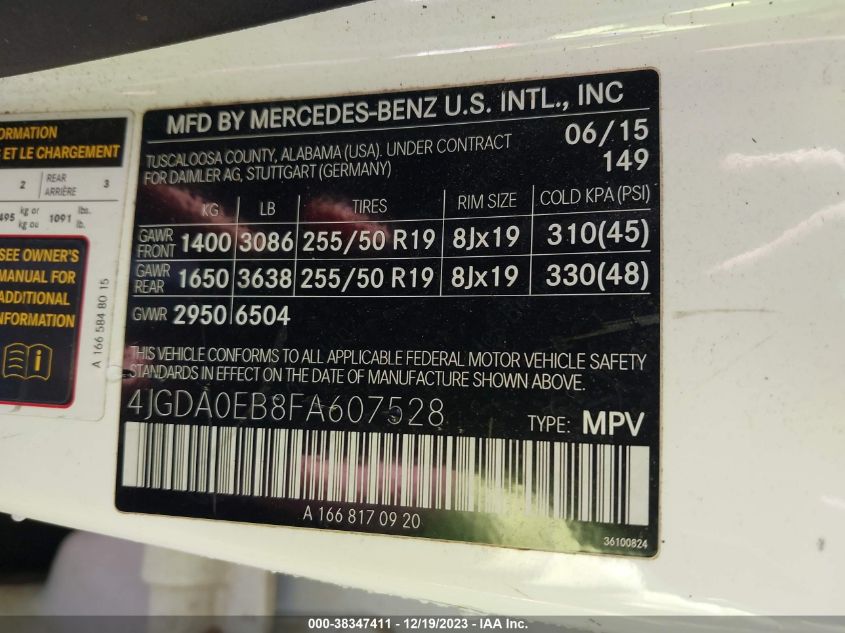 ORMATION
ET LE CHARGEMENT
2 REAR ARRIÈRE 3
495 kg or kg ou 1091 lbs. lb.
SEE OWNER'S
MANUAL FOR
ADDITIONAL
INFORMATION
A 166 584 80 15
MFD BY MERCEDES-BENZ U.S. INTL., INC
TUSCALOOSA COUNTY, ALABAMA (USA). UNDER CONTRACT
FOR DAIMLER AG, STUTTGART (GERMANY)
06/15
149
KG LB TIRES RIM SIZE COLD KPA(PSI)
GAWR FRONT 1400 3086 255/50 R19 8Jx19 310(45)
GAWR REAR 1650 3638 255/50 R19 8Jx19 330(48)
GVWR 2950 6504
THIS VEHICLE CONFORMS TO ALL APPLICABLE FEDERAL MOTOR VEHICLE SAFETY
STANDARDS IN EFFECT ON THE DATE OF MANUFACTURE SHOWN ABOVE.
4JGDA0EB8FA607528
TYPE: MPV
A 166 817 09 20
36100824
000-38347411 - 12/19/2023 - IAA Inc.